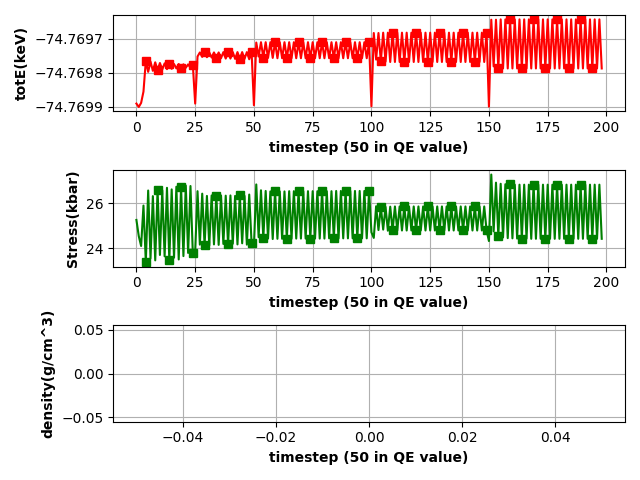 totE(keV)
−74.7697
−74.7698
−74.7699
0 25 50 75 100 125 150 175 200
timestep (50 in QE value)
Stress(kbar)
26
24
0 25 50 75 100 125 150 175 200
timestep (50 in QE value)
density(g/cm^3)
0.05
0.00
−0.05
−0.04 −0.02 0.00 0.02 0.04
timestep (50 in QE value)